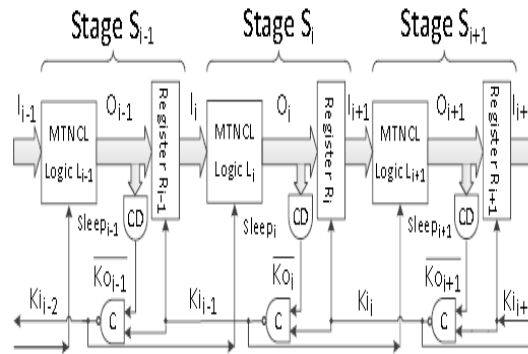 Stage S_{i-1} Stage S_i Stage S_{i+1}
I_{i-1} O_{i-1} I_i O_i I_{i+1} O_{i+1}
MTNCL Logic L_{i-1}
Register R_{i-1}
MTNCL Logic L_i
Register R_i
MTNCL Logic L_{i+1}
Register R_{i+1}
Sleep_{i-1} CD Sleep_i CD Sleep_{i+1} CD
Ko_{i-1} Ko_i Ko_{i+1}
Ki_{i-2} C Ki_{i-1} C Ki_i C